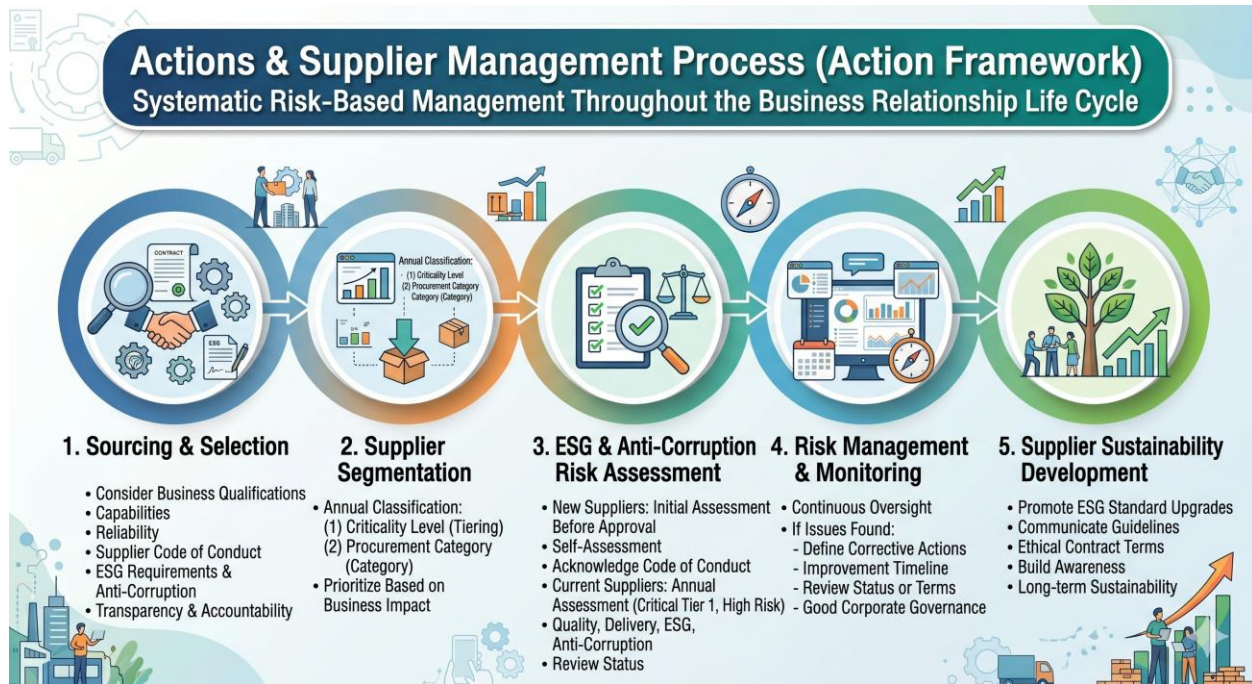 Actions & Supplier Management Process (Action Framework)
Systematic Risk-Based Management Throughout the Business Relationship Life Cycle
CONTRACT
ESG
Annual Classification:
· (1) Criticality Level
(2) Procurement Category
Category (Category)
1. Sourcing & Selection
• Consider Business Qualifications
• Capabilities
• Reliability
• Supplier Code of Conduct
• ESG Requirements &
Anti-Corruption
• Transparency & Accountability
2. Supplier
Segmentation
• Annual Classification:
(1) Criticality Level (Tiering)
(2) Procurement Category
(Category)
• Prioritize Based on
Business Impact
3. ESG & Anti-Corruption
Risk Assessment
• New Suppliers: Initial Assessment
Before Approval
• Self-Assessment
• Acknowledge Code of Conduct
• Current Suppliers: Annual
Assessment (Critical Tier 1, High Risk)
• Quality, Delivery, ESG,
Anti-Corruption
• Review Status
4. Risk Management
& Monitoring
• Continuous Oversight
• If Issues Found:
- Define Corrective Actions
- Improvement Timeline
- Review Status or Terms
- Good Corporate Governance
5. Supplier Sustainability
Development
• Promote ESG Standard Upgrades
• Communicate Guidelines
• Ethical Contract Terms
• Build Awareness
• Long-term Sustainability